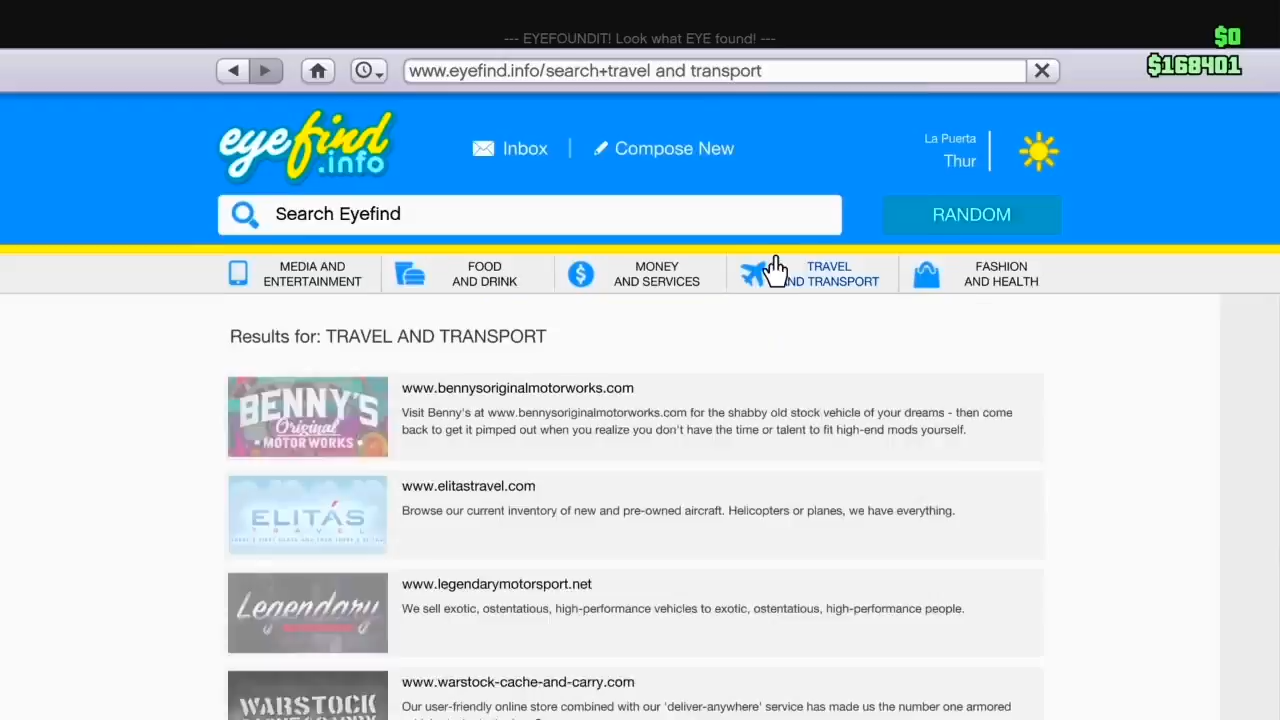 --- EYEFOUNDIT! Look what EYE found! ---
$0
$168401
www.eyefind.info/search+travel and transport
eyefind
.info
Inbox
Compose New
La Puerta
Thur
Search Eyefind
RANDOM
MEDIA AND
ENTERTAINMENT
FOOD
AND DRINK
MONEY
AND SERVICES
TRAVEL
ND TRANSPORT
FASHION
AND HEALTH
Results for: TRAVEL AND TRANSPORT
BENNY'S
Original
MOTOR WORKS
www.bennysoriginalmotorworks.com
Visit Benny's at www.bennysoriginalmotorworks.com for the shabby old stock vehicle of your dreams - then come
back to get it pimped out when you realize you don't have the time or talent to fit high-end mods yourself.
ELITÁS
TRAVEL
www.elitastravel.com
Browse our current inventory of new and pre-owned aircraft. Helicopters or planes, we have everything.
Legendary
www.legendarymotorsport.net
We sell exotic, ostentatious, high-performance vehicles to exotic, ostentatious, high-performance people.
WARSTOCK
www.warstock-cache-and-carry.com
Our user-friendly online store combined with our 'deliver-anywhere' service has made us the number one armored